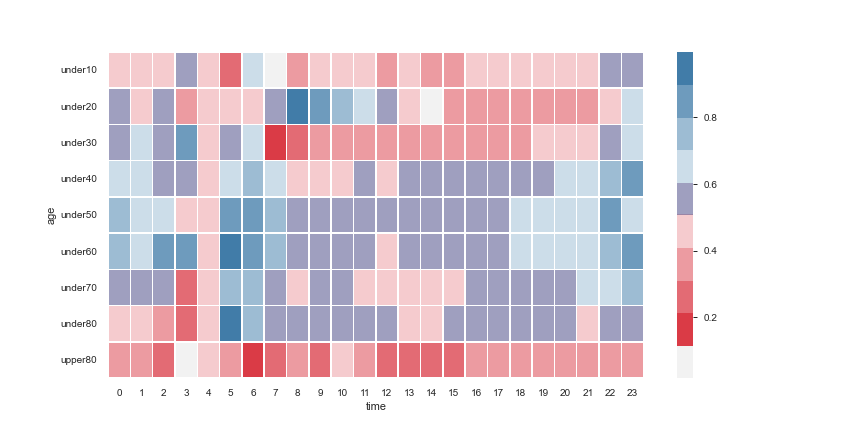 under10
under20
under30
under40
under50
under60
under70
under80
upper80
age
0 1 2 3 4 5 6 7 8 9 10 11 12 13 14 15 16 17 18 19 20 21 22 23
time
0.8
0.6
0.4
0.2